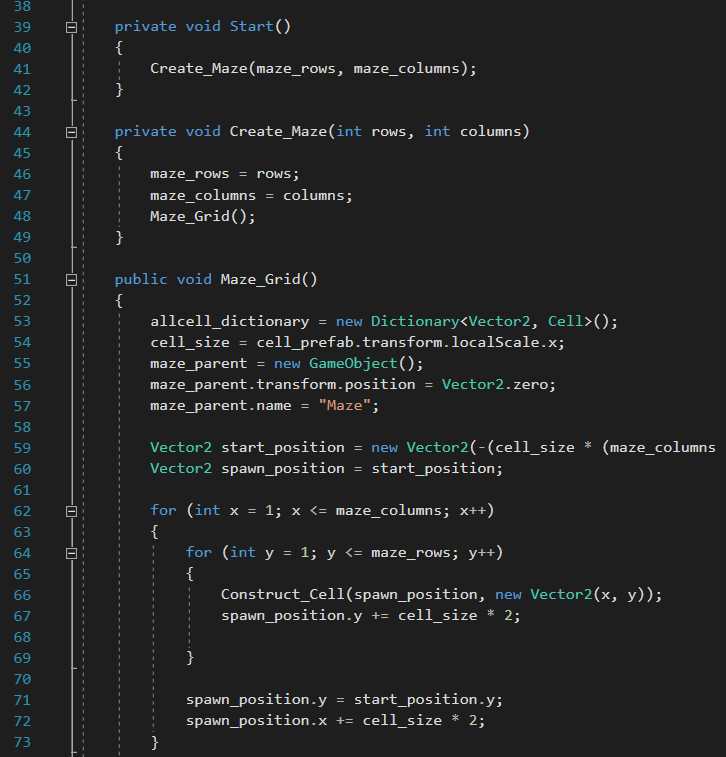 38
39 private void Start()
40 {
41 Create_Maze(maze_rows, maze_columns);
42 }
43
44 private void Create_Maze(int rows, int columns)
45 {
46 maze_rows = rows;
47 maze_columns = columns;
48 Maze_Grid();
49 }
50
51 public void Maze_Grid()
52 {
53 allcell_dictionary = new Dictionary<Vector2, Cell>();
54 cell_size = cell_prefab.transform.localScale.x;
55 maze_parent = new GameObject();
56 maze_parent.transform.position = Vector2.zero;
57 maze_parent.name = "Maze";
58
59 Vector2 start_position = new Vector2(-(cell_size * (maze_columns
60 Vector2 spawn_position = start_position;
61
62 for (int x = 1; x <= maze_columns; x++)
63 {
64 for (int y = 1; y <= maze_rows; y++)
65 {
66 Construct_Cell(spawn_position, new Vector2(x, y));
67 spawn_position.y += cell_size * 2;
68
69 }
70
71 spawn_position.y = start_position.y;
72 spawn_position.x += cell_size * 2;
73 }